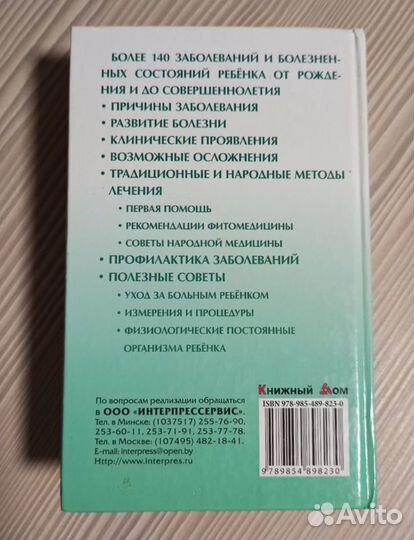 БОЛЕЕ 140 ЗАБОЛЕВАНИЙ И БОЛЕЗНЕН-
НЫХ СОСТОЯНИЙ РЕБЁНКА ОТ РОЖДЕ-
НИЯ И ДО СОВЕРШЕННОЛЕТИЯ
• ПРИЧИНЫ ЗАБОЛЕВАНИЯ
• РАЗВИТИЕ БОЛЕЗНИ
• КЛИНИЧЕСКИЕ ПРОЯВЛЕНИЯ
• ВОЗМОЖНЫЕ ОСЛОЖНЕНИЯ
• ТРАДИЦИОННЫЕ И НАРОДНЫЕ МЕТОДЫ
ЛЕЧЕНИЯ
• ПЕРВАЯ ПОМОЩЬ
• РЕКОМЕНДАЦИИ ФИТОМЕДИЦИНЫ
• СОВЕТЫ НАРОДНОЙ МЕДИЦИНЫ
• ПРОФИЛАКТИКА ЗАБОЛЕВАНИЙ
• ПОЛЕЗНЫЕ СОВЕТЫ
• УХОД ЗА БОЛЬНЫМ РЕБЁНКОМ
• ИЗМЕРЕНИЯ И ПРОЦЕДУРЫ
• ФИЗИОЛОГИЧЕСКИЕ ПОСТОЯННЫЕ
ОРГАНИЗМА РЕБЁНКА
Книжный Дом
ISBN 978-985-489-823-0
9 789854 898230
По вопросам реализации обращаться
в ООО «ИНТЕРПРЕССЕРВИС».
Тел. в Минске: (1037517) 255-76-90,
253-60-11, 253-71-91, 253-77-78.
Тел. в Москве: (107495) 482-18-41.
E-mail: interpress@open.by
Http://www.interpres.ru
Avito